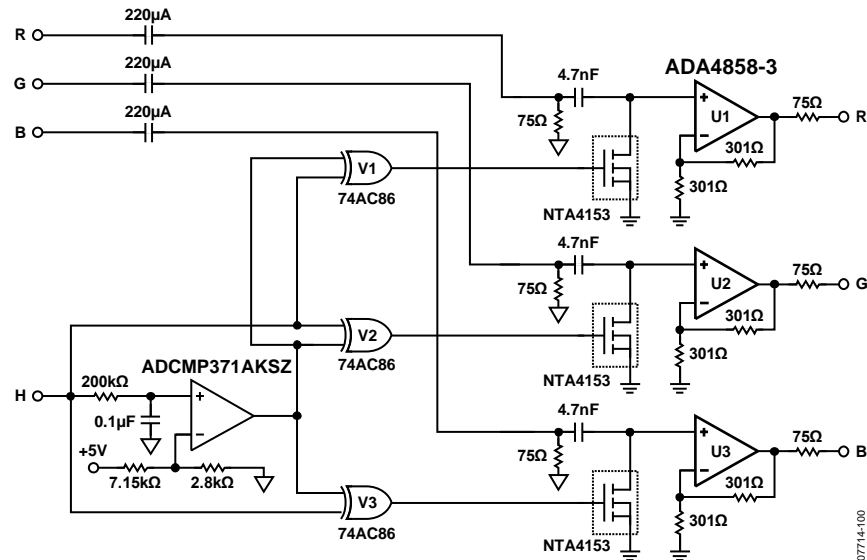 220µA
R
220µA
G
220µA
B
4.7nF
75Ω
ADA4858-3
+
U1
−
75Ω
R
301Ω
301Ω
V1
74AC86
NTA4153
4.7nF
75Ω
+
U2
−
75Ω
G
301Ω
301Ω
V2
74AC86
NTA4153
ADCMP371AKSZ
H
200kΩ
+
−
0.1µF
+5V
7.15kΩ
2.8kΩ
4.7nF
75Ω
+
U3
−
75Ω
B
301Ω
301Ω
V3
74AC86
NTA4153
07714-100